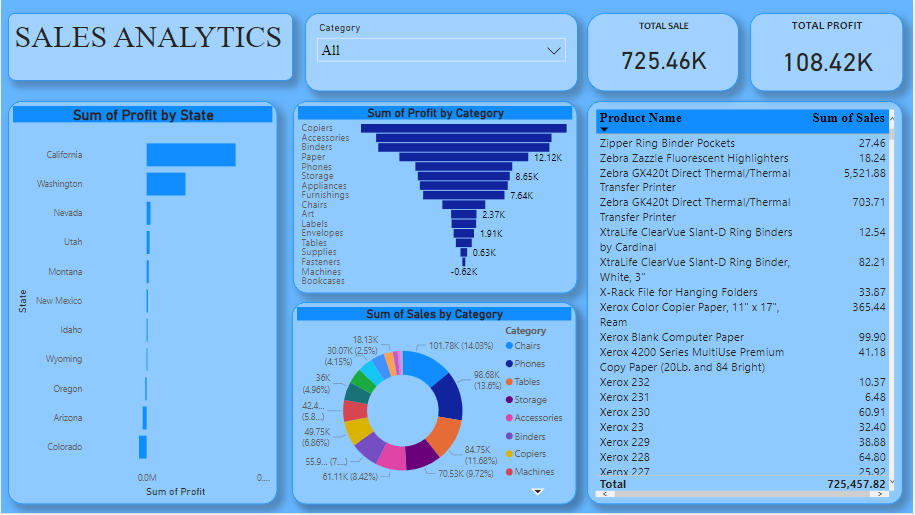 SALES ANALYTICS
Category
All
TOTAL SALE
725.46K
TOTAL PROFIT
108.42K
Sum of Profit by State
California
Washington
Nevada
Utah
Montana
New Mexico
Idaho
Wyoming
Oregon
Arizona
Colorado
State
0.0M
0....
Sum of Profit
Sum of Profit by Category
Copiers
Accessories
Binders
Paper
12.12K
Phones
Storage
8.65K
Appliances
Furnishings
7.64K
Chairs
Art
2.37K
Labels
Envelopes
1.91K
Tables
Supplies
0.63K
Fasteners
Machines
-0.62K
Bookcases
Sum of Sales by Category
101.78K (14.03%)
98.68K
(13.6%)
84.75K
(11.68%)
70.53K (9.72%)
61.11K (8.42%)
55.9... (7....)
49.75K
(6.86%)
42.4...
(5.8...)
36K
(4.96%)
30.07K
(4.15%)
18.13K
(2.5%)
Category
Chairs
Phones
Tables
Storage
Accessories
Binders
Copiers
Machines
Product Name Sum of Sales
Zipper Ring Binder Pockets 27.46
Zebra Zazzle Fluorescent Highlighters 18.24
Zebra GX420t Direct Thermal/Thermal 5,521.88
Transfer Printer
Zebra GK420t Direct Thermal/Thermal 703.71
Transfer Printer
XtraLife ClearVue Slant-D Ring Binders 12.54
by Cardinal
XtraLife ClearVue Slant-D Ring Binder, 82.21
White, 3"
X-Rack File for Hanging Folders 33.87
Xerox Color Copier Paper, 11" x 17", 365.44
Ream
Xerox Blank Computer Paper 99.90
Xerox 4200 Series MultiUse Premium 41.18
Copy Paper (20Lb. and 84 Bright)
Xerox 232 10.37
Xerox 231 6.48
Xerox 230 60.91
Xerox 23 32.40
Xerox 229 38.88
Xerox 228 64.80
Xerox 227 25.92
Total 725,457.82